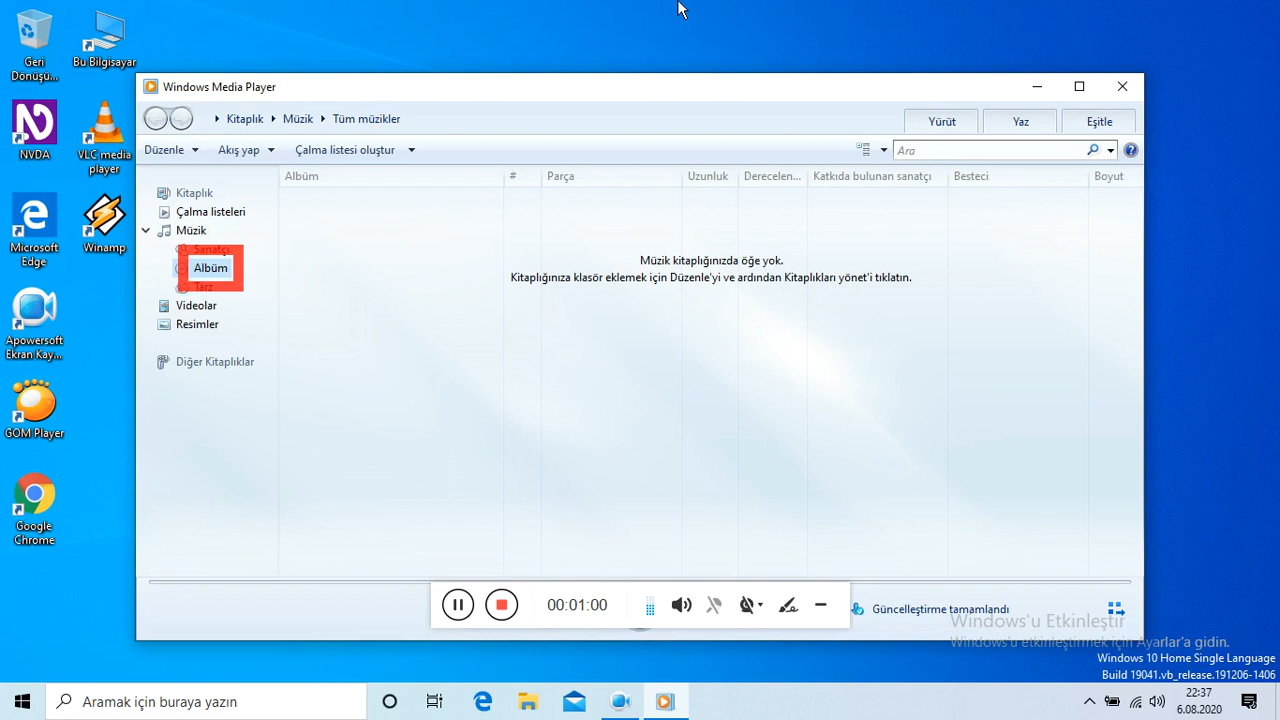 Geri
Dönüşü...
Bu Bilgisayar
NVDA
VLC media
player
Microsoft
Edge
Winamp
Apowersoft
Ekran Kay...
GOM Player
Google
Chrome
Windows Media Player
Kitaplık
Müzik
Tüm müzikler
Yürüt
Yaz
Eşitle
Düzenle
Akış yap
Çalma listesi oluştur
Ara
Albüm
#
Parça
Uzunluk
Derecelen...
Katkıda bulunan sanatçı
Besteci
Boyut
Kitaplık
Çalma listeleri
Müzik
Sanatçı
Albüm
Tarz
Videolar
Resimler
Diğer Kitaplıklar
Müzik kitaplığınızda öğe yok.
Kitaplığınıza klasör eklemek için Düzenle'yi ve ardından Kitaplıkları yönet'i tıklatın.
00:01:00
Güncelleştirme tamamlandı
Windows'u Etkinleştir
Windows'u etkinleştirmek için Ayarlar'a gidin.
Windows 10 Home Single Language
Build 19041.vb_release.191206-1406
Aramak için buraya yazın
22:37
6.08.2020